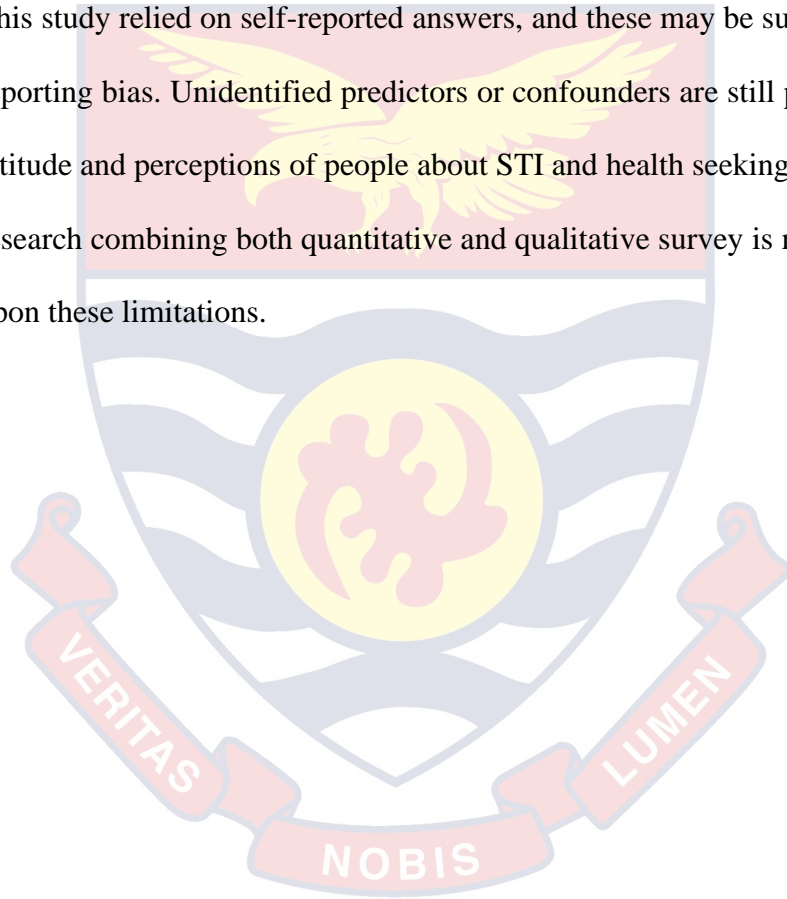 his study relied on self-reported answers, and these may be su
porting bias. Unidentified predictors or confounders are still p
titude and perceptions of people about STI and health seeking
search combining both quantitative and qualitative survey is r
pon these limitations.
VERITAS
NOBIS
LUMEN